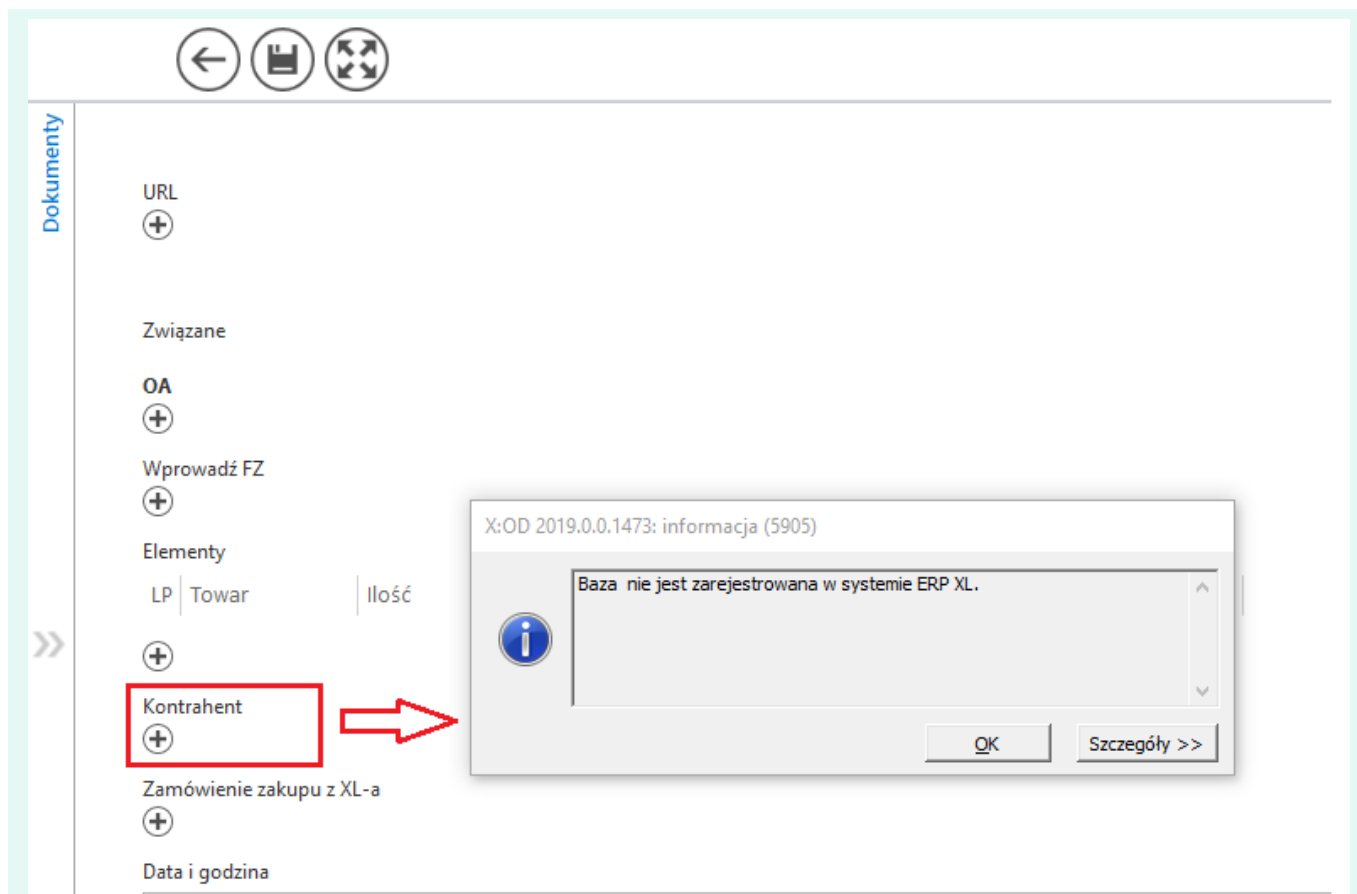 Dokumenty
URL
Związane
OA
Wprowadź FZ
Elementy
LP Towar Ilość
Kontrahent
Zamówienie zakupu z XL-a
Data i godzina
X:OD 2019.0.0.1473: informacja (5905)
Baza  nie jest zarejestrowana w systemie ERP XL.
OK
Szczegóły >>